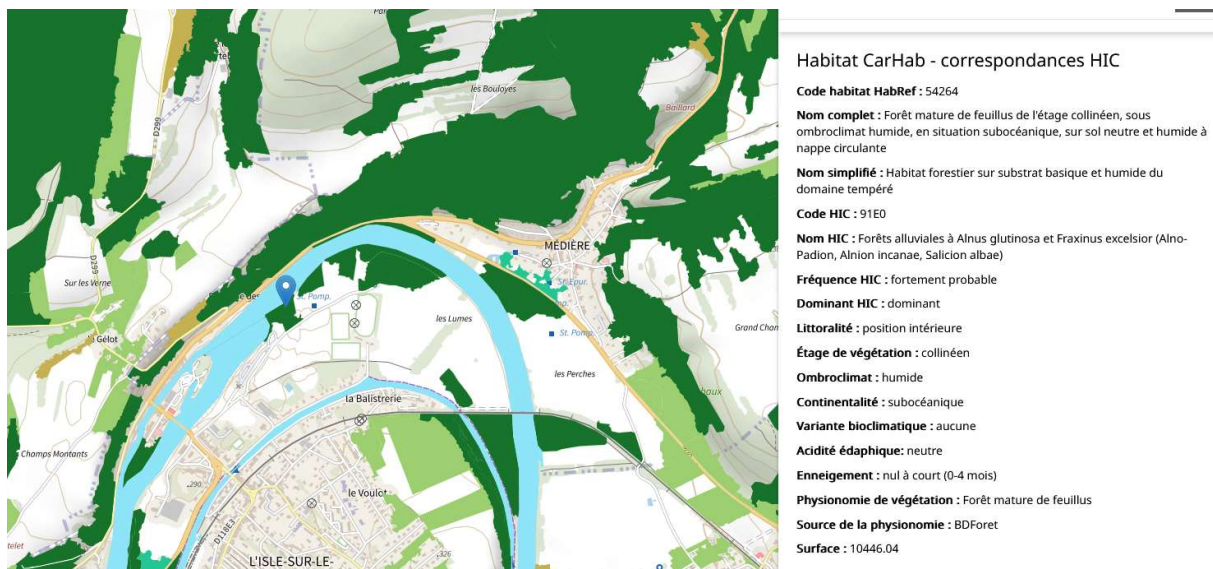 Por
D299
les Bouloyes
Baillard
MÉDIÈRE
Sur les Verne
D299
St. Pomp.
St. Epur.
les Lumes
St. Pomp.
Grand Chan
le Gélot
les Perches
la Balistrerie
Champs Montants
290
le Voulot
D118E3
326
telet
L'ISLE-SUR-LE-
Habitat CarHab - correspondances HIC
Code habitat HabRef : 54264
Nom complet : Forêt mature de feuillus de l'étage collinéen, sous
ombroclimat humide, en situation subocéanique, sur sol neutre et humide à
nappe circulante
Nom simplifié : Habitat forestier sur substrat basique et humide du
domaine tempéré
Code HIC : 91E0
Nom HIC : Forêts alluviales à Alnus glutinosa et Fraxinus excelsior (Alno-
Padion, Alnion incanae, Salicion albae)
Fréquence HIC : fortement probable
Dominant HIC : dominant
Littoralité : position intérieure
Étage de végétation : collinéen
Ombroclimat : humide
Continentalité : subocéanique
Variante bioclimatique : aucune
Acidité édaphique: neutre
Enneigement : nul à court (0-4 mois)
Physionomie de végétation : Forêt mature de feuillus
Source de la physionomie : BDForet
Surface : 10446.04